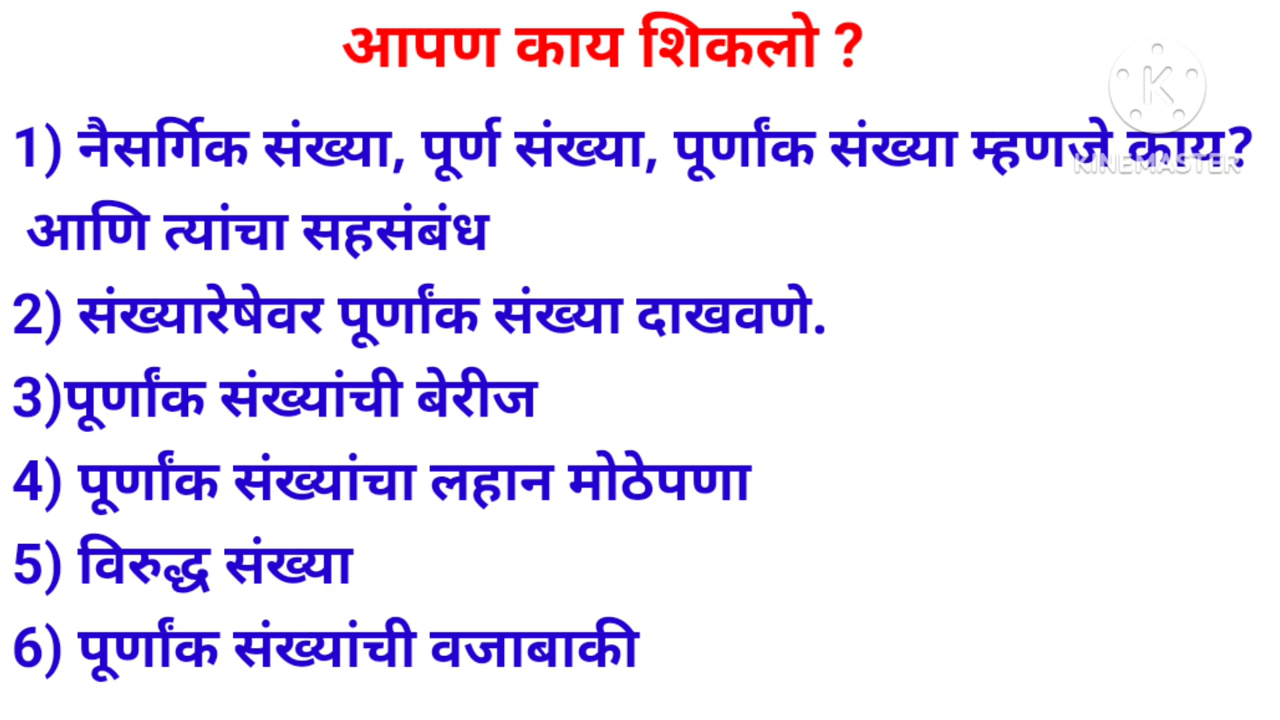 आपण काय शिकलो ?
1) नैसर्गिक संख्या, पूर्ण संख्या, पूर्णांक संख्या म्हणजे काय?
आणि त्यांचा सहसंबंध
2) संख्यारेषेवर पूर्णांक संख्या दाखवणे.
3)पूर्णांक संख्यांची बेरीज
4) पूर्णांक संख्यांचा लहान मोठेपणा
5) विरुद्ध संख्या
6) पूर्णांक संख्यांची वजाबाकी
K
KINEMASTER